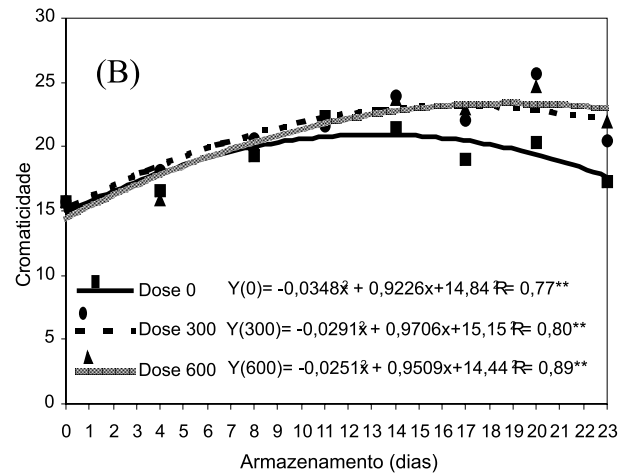 Cromaticidade
30
25
20
15
10
5
0
(B)
Dose 0 Y(0)= -0,0348x² + 0,9226x+14,84 R²= 0,77**
Dose 300 Y(300)= -0,0291x² + 0,9706x+15,15 R²= 0,80**
Dose 600 Y(600)= -0,0251x² + 0,9509x+14,44 R²= 0,89**
0 1 2 4 5 6 8 9 10 11 12 13 14 15 16 17 18 19 20 21 22 23
Armazenamento (dias)